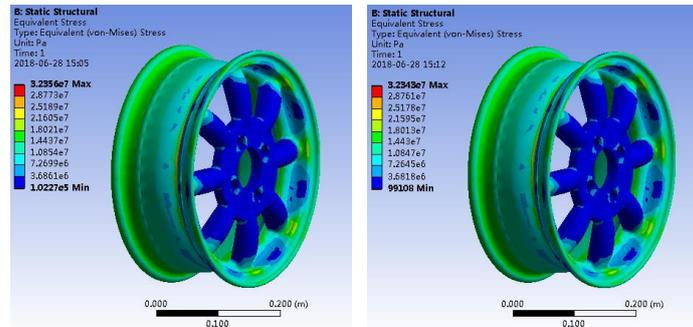 B: Static Structural
Equivalent Stress
Type: Equivalent (von-Mises) Stress
Unit: Pa
Time: 1
2018-06-28 15:05
3.2356e7 Max
2.8773e7
2.5189e7
2.1605e7
1.8021e7
1.4437e7
1.0854e7
7.2699e6
3.6861e6
1.0227e5 Min
0.000
0.200 (m)
0.100
B: Static Structural
Equivalent Stress
Type: Equivalent (von-Mises) Stress
Unit: Pa
Time: 1
2018-06-28 15:12
3.2343e7 Max
2.8761e7
2.5178e7
2.1595e7
1.8013e7
1.443e7
1.0847e7
7.2645e6
3.6818e6
99108 Min
0.000
0.200 (m)
0.100